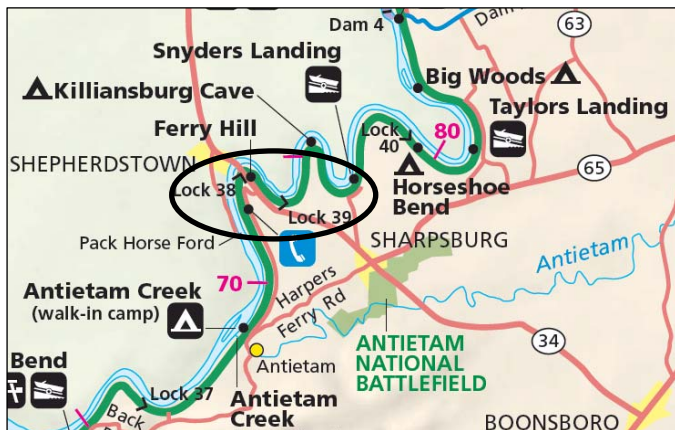 Dam 4
Dam
63
Snyders Landing
Big Woods
Killiansburg Cave
Taylors Landing
Ferry Hill
Lock
40
80
SHEPHERDSTOWN
65
Lock 38
Horseshoe
Bend
Lock 39
Pack Horse Ford
SHARPSBURG
Antietam
70
Harpers
Ferry Rd
Antietam Creek
(walk-in camp)
34
ANTIETAM
NATIONAL
BATTLEFIELD
Bend
Antietam
Lock 37
Antietam
Creek
Back
BOONSBORO